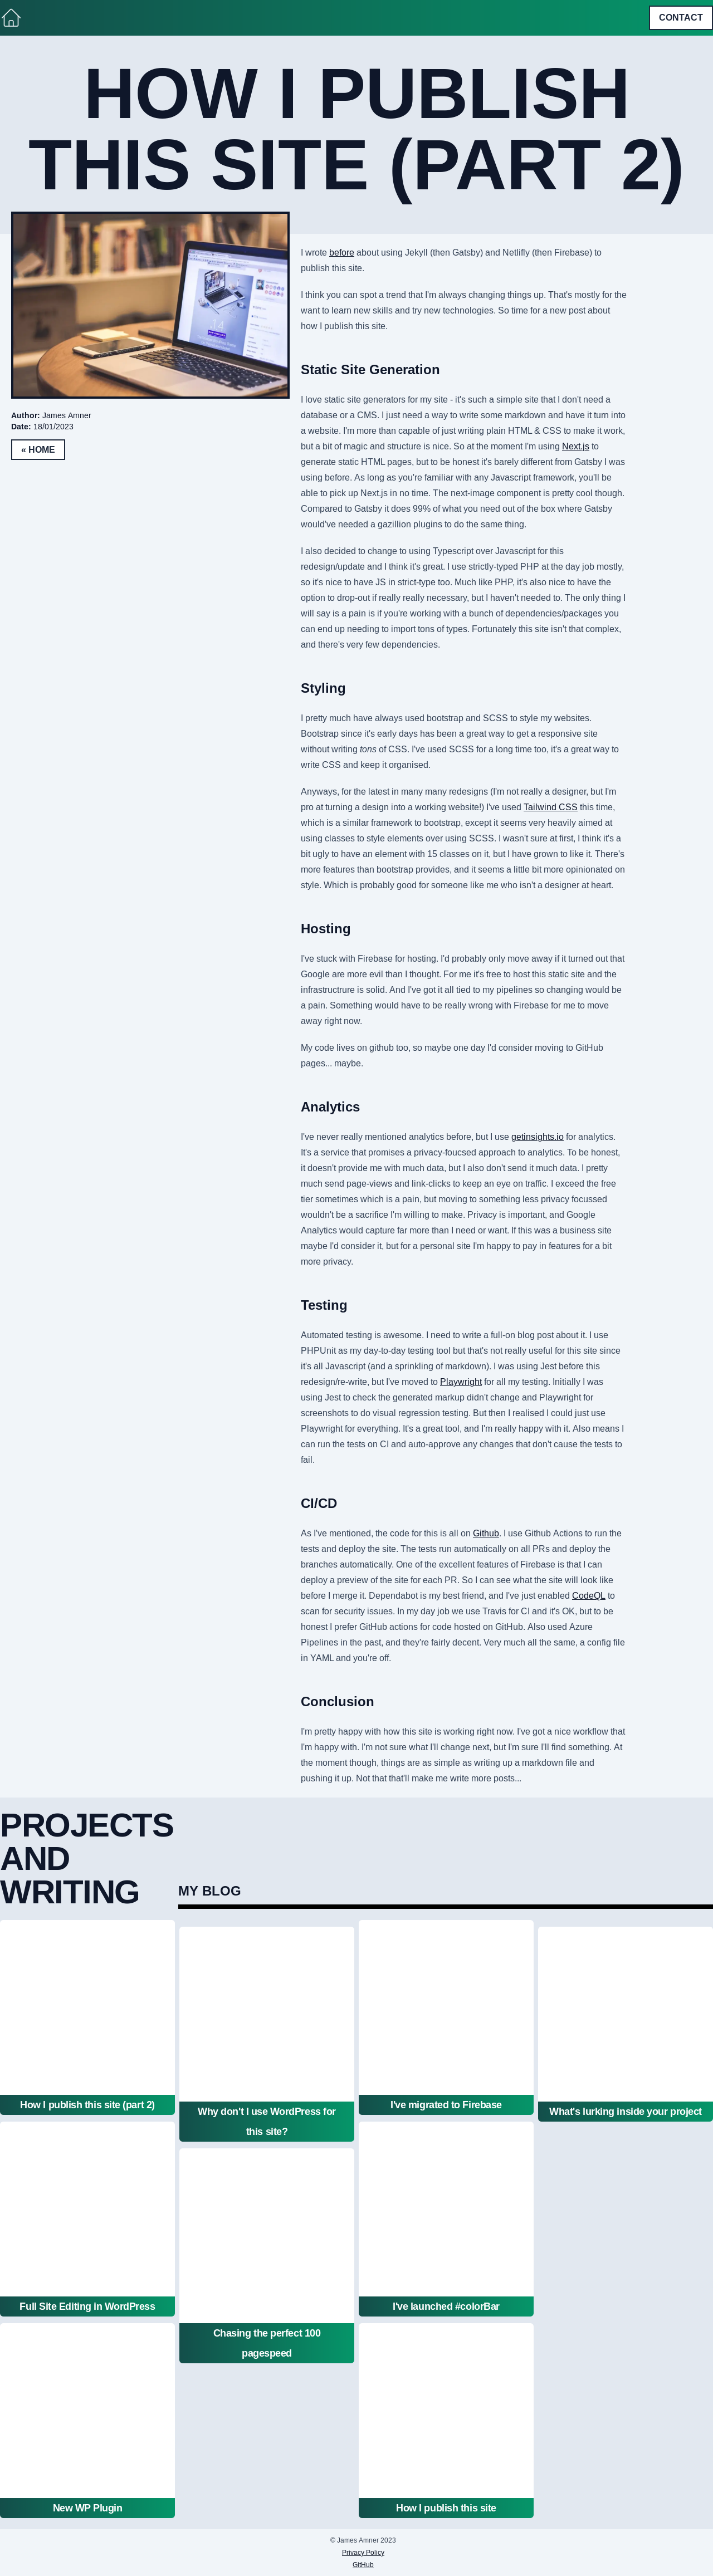 CONTACT
HOW I PUBLISH
THIS SITE (PART 2)
Author: James Amner
Date: 18/01/2023
« HOME
I wrote before about using Jekyll (then Gatsby) and Netlifly (then Firebase) to
publish this site.
I think you can spot a trend that I'm always changing things up. That's mostly for the
want to learn new skills and try new technologies. So time for a new post about
how I publish this site.
Static Site Generation
I love static site generators for my site - it's such a simple site that I don't need a
database or a CMS. I just need a way to write some markdown and have it turn into
a website. I'm more than capable of just writing plain HTML & CSS to make it work,
but a bit of magic and structure is nice. So at the moment I'm using Next.js to
generate static HTML pages, but to be honest it's barely different from Gatsby I was
using before. As long as you're familiar with any Javascript framework, you'll be
able to pick up Next.js in no time. The next-image component is pretty cool though.
Compared to Gatsby it does 99% of what you need out of the box where Gatsby
would've needed a gazillion plugins to do the same thing.
I also decided to change to using Typescript over Javascript for this
redesign/update and I think it's great. I use strictly-typed PHP at the day job mostly,
so it's nice to have JS in strict-type too. Much like PHP, it's also nice to have the
option to drop-out if really really necessary, but I haven't needed to. The only thing I
will say is a pain is if you're working with a bunch of dependencies/packages you
can end up needing to import tons of types. Fortunately this site isn't that complex,
and there's very few dependencies.
Styling
I pretty much have always used bootstrap and SCSS to style my websites.
Bootstrap since it's early days has been a great way to get a responsive site
without writing tons of CSS. I've used SCSS for a long time too, it's a great way to
write CSS and keep it organised.
Anyways, for the latest in many many redesigns (I'm not really a designer, but I'm
pro at turning a design into a working website!) I've used Tailwind CSS this time,
which is a similar framework to bootstrap, except it seems very heavily aimed at
using classes to style elements over using SCSS. I wasn't sure at first, I think it's a
bit ugly to have an element with 15 classes on it, but I have grown to like it. There's
more features than bootstrap provides, and it seems a little bit more opinionated on
style. Which is probably good for someone like me who isn't a designer at heart.
Hosting
I've stuck with Firebase for hosting. I'd probably only move away if it turned out that
Google are more evil than I thought. For me it's free to host this static site and the
infrastructrure is solid. And I've got it all tied to my pipelines so changing would be
a pain. Something would have to be really wrong with Firebase for me to move
away right now.
My code lives on github too, so maybe one day I'd consider moving to GitHub
pages... maybe.
Analytics
I've never really mentioned analytics before, but I use getinsights.io for analytics.
It's a service that promises a privacy-foucsed approach to analytics. To be honest,
it doesn't provide me with much data, but I also don't send it much data. I pretty
much send page-views and link-clicks to keep an eye on traffic. I exceed the free
tier sometimes which is a pain, but moving to something less privacy focussed
wouldn't be a sacrifice I'm willing to make. Privacy is important, and Google
Analytics would capture far more than I need or want. If this was a business site
maybe I'd consider it, but for a personal site I'm happy to pay in features for a bit
more privacy.
Testing
Automated testing is awesome. I need to write a full-on blog post about it. I use
PHPUnit as my day-to-day testing tool but that's not really useful for this site since
it's all Javascript (and a sprinkling of markdown). I was using Jest before this
redesign/re-write, but I've moved to Playwright for all my testing. Initially I was
using Jest to check the generated markup didn't change and Playwright for
screenshots to do visual regression testing. But then I realised I could just use
Playwright for everything. It's a great tool, and I'm really happy with it. Also means I
can run the tests on CI and auto-approve any changes that don't cause the tests to
fail.
CI/CD
As I've mentioned, the code for this is all on Github. I use Github Actions to run the
tests and deploy the site. The tests run automatically on all PRs and deploy the
branches automatically. One of the excellent features of Firebase is that I can
deploy a preview of the site for each PR. So I can see what the site will look like
before I merge it. Dependabot is my best friend, and I've just enabled CodeQL to
scan for security issues. In my day job we use Travis for CI and it's OK, but to be
honest I prefer GitHub actions for code hosted on GitHub. Also used Azure
Pipelines in the past, and they're fairly decent. Very much all the same, a config file
in YAML and you're off.
Conclusion
I'm pretty happy with how this site is working right now. I've got a nice workflow that
I'm happy with. I'm not sure what I'll change next, but I'm sure I'll find something. At
the moment though, things are as simple as writing up a markdown file and
pushing it up. Not that that'll make me write more posts...
PROJECTS
AND
WRITING
MY BLOG
How I publish this site (part 2)
Why don't I use WordPress for
this site?
I've migrated to Firebase
What's lurking inside your project
Full Site Editing in WordPress
Chasing the perfect 100
pagespeed
I've launched #colorBar
New WP Plugin
How I publish this site
© James Amner 2023
Privacy Policy
GitHub